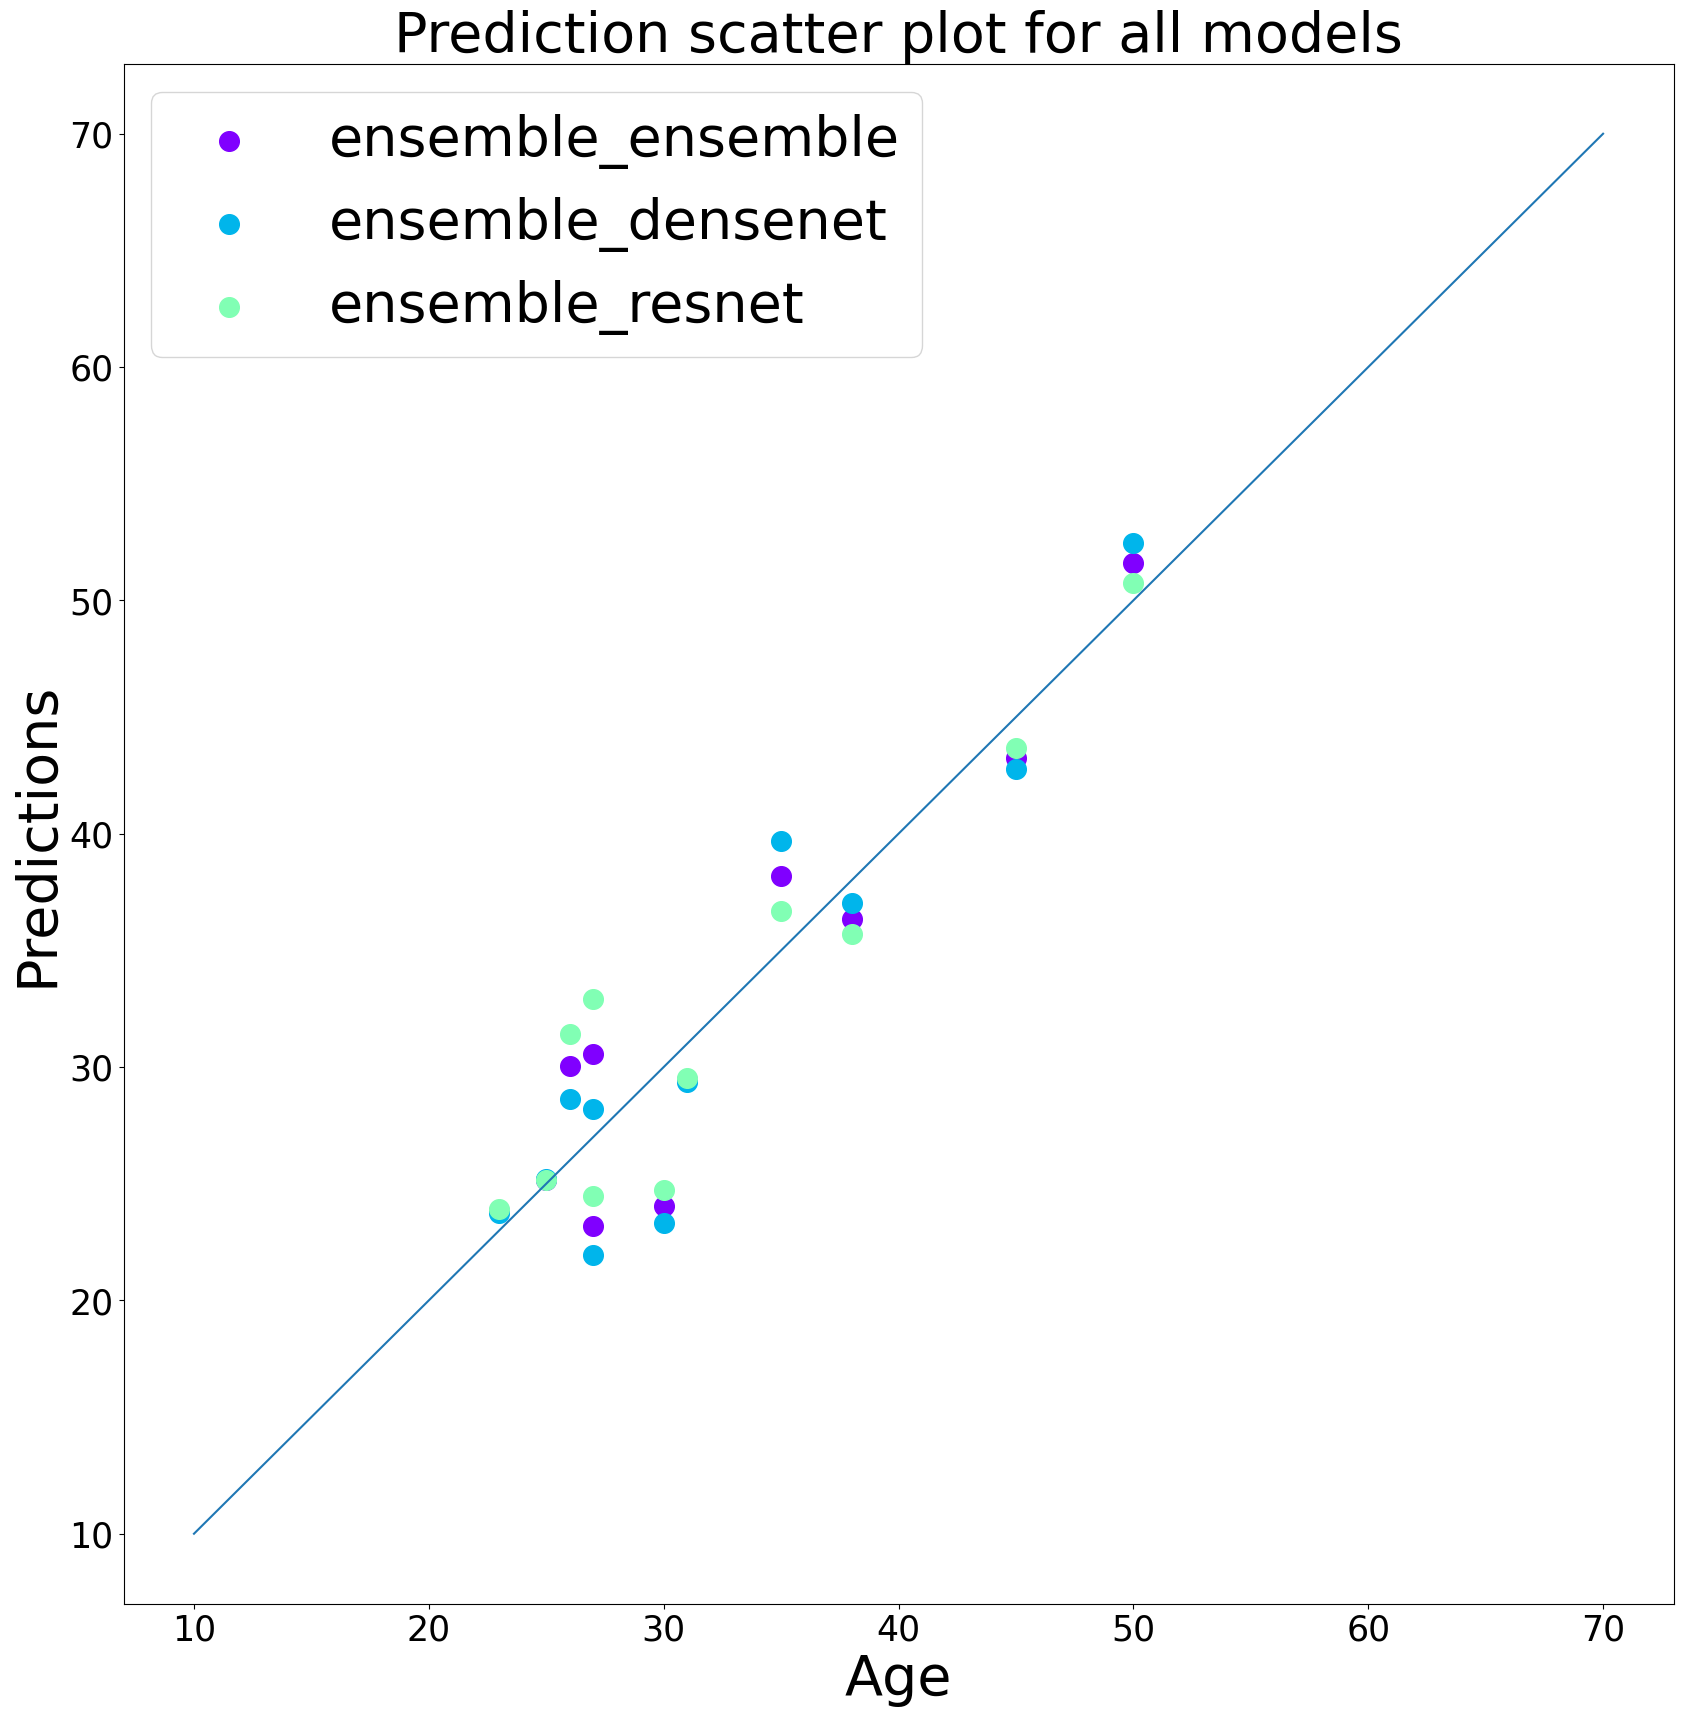 Prediction scatter plot for all models
ensemble_ensemble
ensemble_densenet
ensemble_resnet
70
60
50
40
30
20
10
Predictions
10 20 30 40 50 60 70
Age